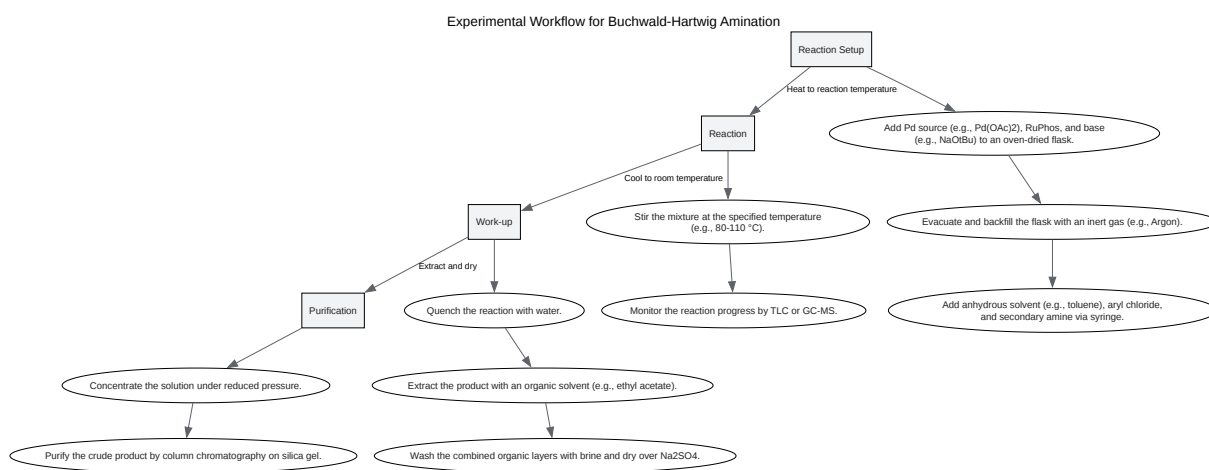 Experimental Workflow for Buchwald-Hartwig Amination
Reaction Setup
Heat to reaction temperature
Reaction
Add Pd source (e.g., Pd(OAc)2), RuPhos, and base
(e.g., NaOtBu) to an oven-dried flask.
Cool to room temperature
Work-up
Stir the mixture at the specified temperature
(e.g., 80-110 °C).
Evacuate and backfill the flask with an inert gas (e.g., Argon).
Extract and dry
Purification
Quench the reaction with water.
Monitor the reaction progress by TLC or GC-MS.
Add anhydrous solvent (e.g., toluene), aryl chloride,
and secondary amine via syringe.
Concentrate the solution under reduced pressure.
Extract the product with an organic solvent (e.g., ethyl acetate).
Purify the crude product by column chromatography on silica gel.
Wash the combined organic layers with brine and dry over Na2SO4.